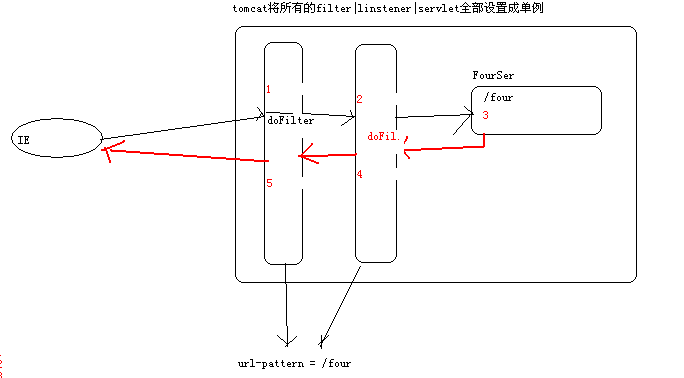 tomcat将所有的filter|linstener|servlet全部设置成单例
FourSer
/four
1
2
3
doFilter
IE
doFil.
4
5
url-pattern = /four